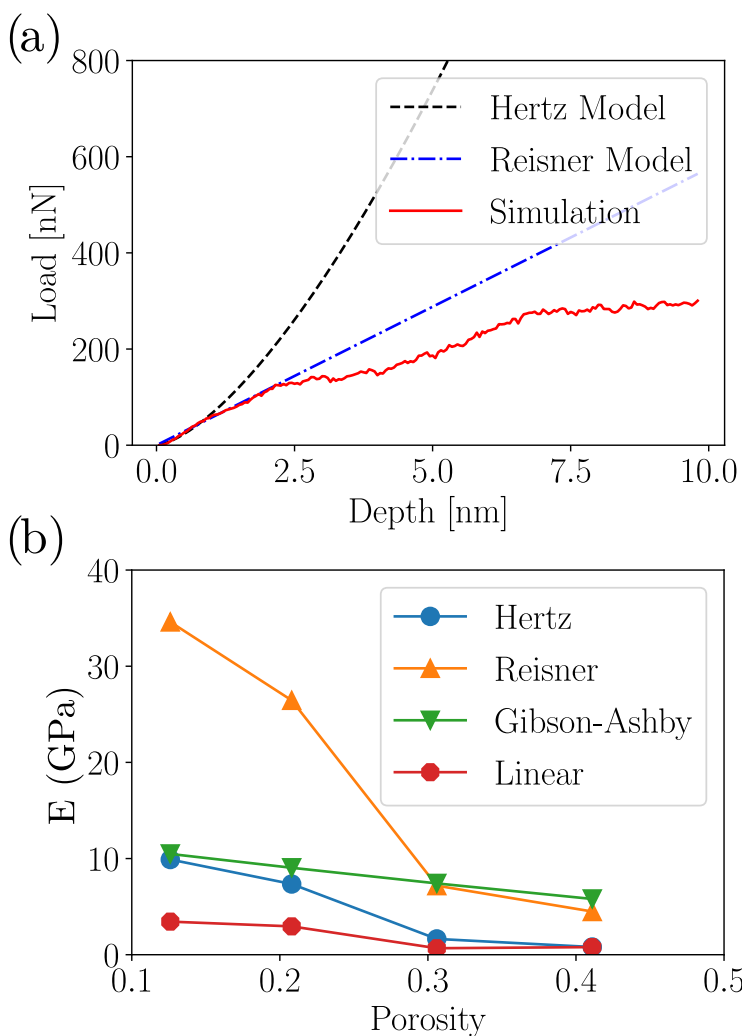 (a)
800
600
400
200
0
Load [nN]
Hertz Model
Reisner Model
Simulation
0.0 2.5 5.0 7.5 10.0
Depth [nm]
(b)
40
30
20
10
0
E (GPa)
Hertz
Reisner
Gibson-Ashby
Linear
0.1 0.2 0.3 0.4 0.5
Porosity